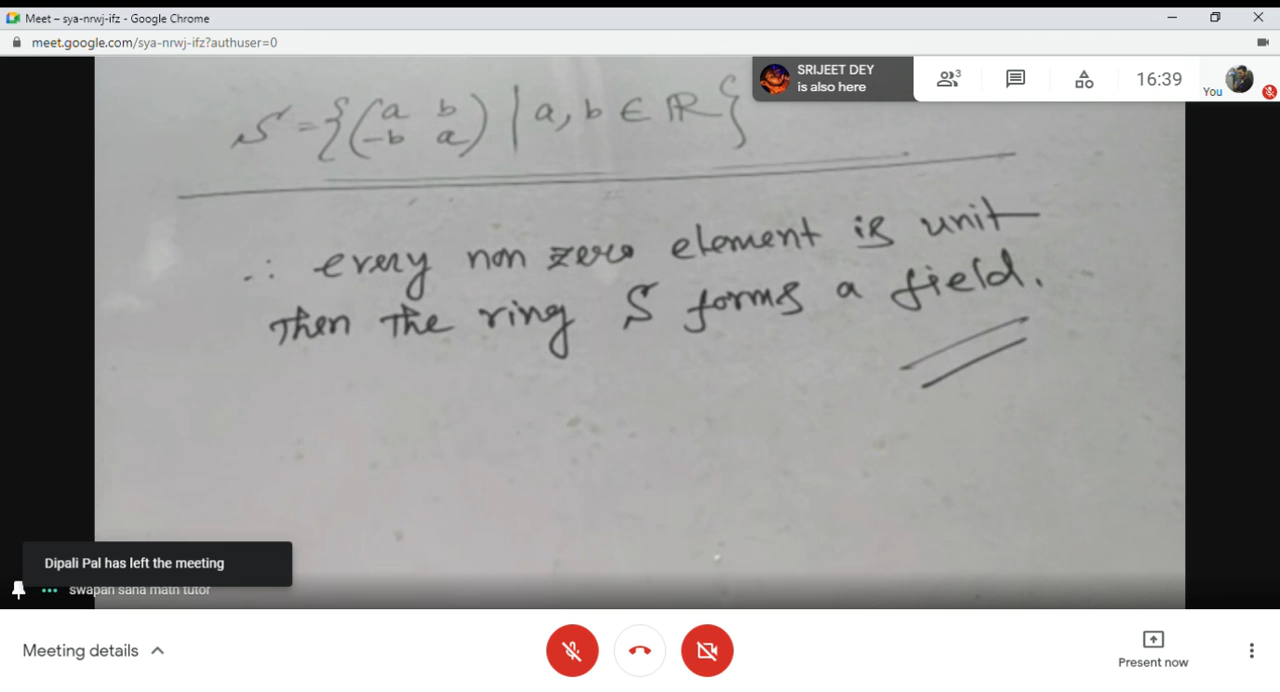 Meet – sya-nrwj-ifz - Google Chrome
meet.google.com/sya-nrwj-ifz?authuser=0
SRIJEET DEY
is also here
3
16:39
You
S = {(a b) | a, b ∈ ℝ}
-b a
∴ every non zero element is unit
Then the ring S forms a field.
Dipali Pal has left the meeting
swapan sana math tutor
Meeting details
Present now